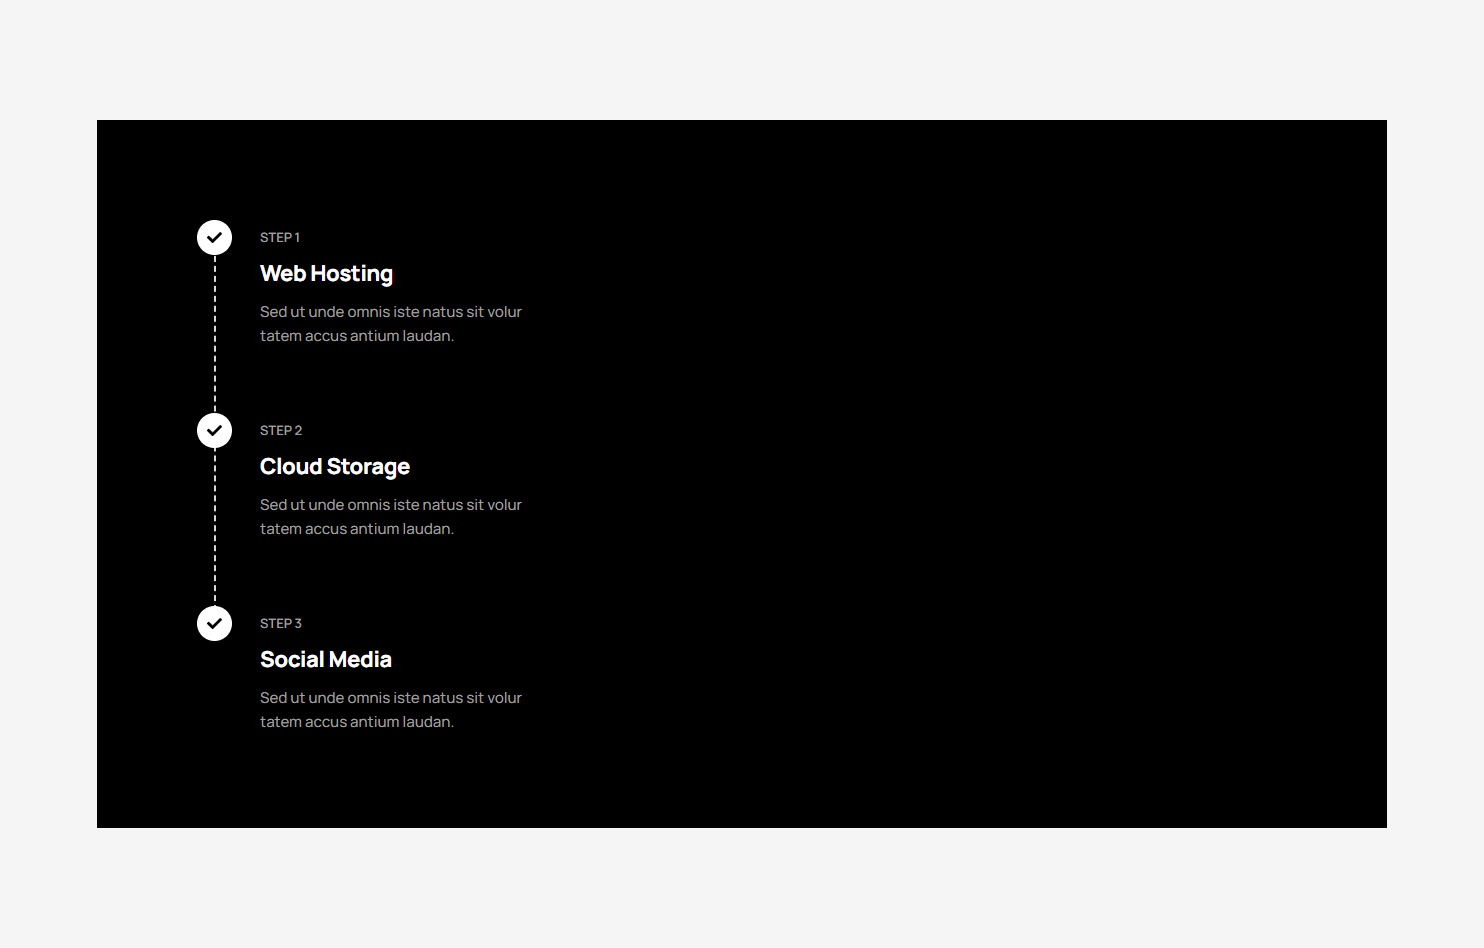 STEP 1
Web Hosting
Sed ut unde omnis iste natus sit volur
tatem accus antium laudan.
STEP 2
Cloud Storage
Sed ut unde omnis iste natus sit volur
tatem accus antium laudan.
STEP 3
Social Media
Sed ut unde omnis iste natus sit volur
tatem accus antium laudan.